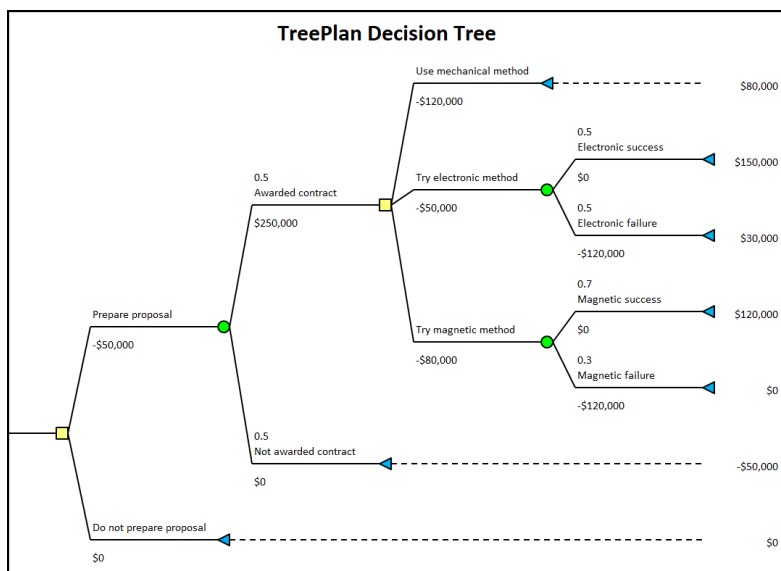 TreePlan Decision Tree
Use mechanical method
$80,000
-$120,000
0.5
Electronic success
$150,000
0.5
Awarded contract
Try electronic method
$0
$250,000
-$50,000
0.5
Electronic failure
$30,000
-$120,000
0.7
Magnetic success
$120,000
Prepare proposal
Try magnetic method
$0
-$50,000
-$80,000
0.3
Magnetic failure
$0
-$120,000
0.5
Not awarded contract
-$50,000
$0
Do not prepare proposal
$0
$0